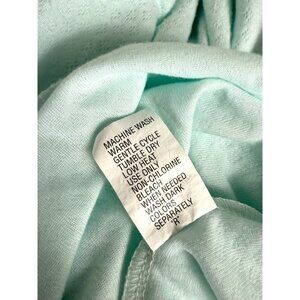 MACHINE WASH
WARM
GENTLE CYCLE
TUMBLE DRY
LOW HEAT
USE ONLY
NON-CHLORINE
BLEACH
WHEN NEEDED
WASH DARK
COLORS
SEPARATELY
'R'